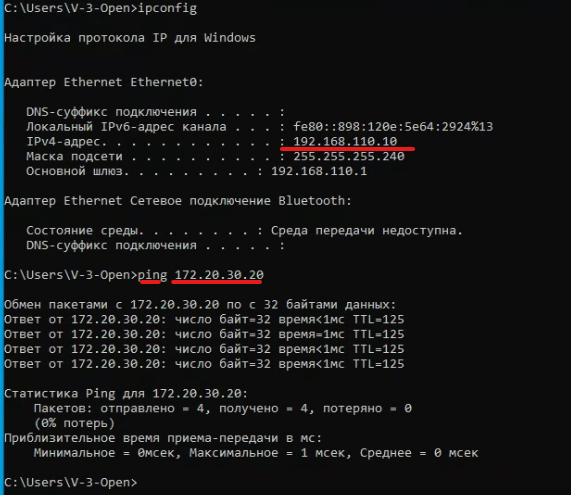 C:\Users\V-3-Open>ipconfig
Настройка протокола IP для Windows
Адаптер Ethernet Ethernet0:
DNS-суффикс подключения . . . . . :
Локальный IPv6-адрес канала . . . : fe80::898:120e:5e64:2924%13
IPv4-адрес. . . . . . . . . . . . : 192.168.110.10
Маска подсети . . . . . . . . . . : 255.255.255.240
Основной шлюз. . . . . . . . . : 192.168.110.1
Адаптер Ethernet Сетевое подключение Bluetooth:
Состояние среды. . . . . . . . : Среда передачи недоступна.
DNS-суффикс подключения . . . . . :
C:\Users\V-3-Open>ping 172.20.30.20
Обмен пакетами с 172.20.30.20 по с 32 байтами данных:
Ответ от 172.20.30.20: число байт=32 время<1мс TTL=125
Ответ от 172.20.30.20: число байт=32 время=1мс TTL=125
Ответ от 172.20.30.20: число байт=32 время<1мс TTL=125
Ответ от 172.20.30.20: число байт=32 время<1мс TTL=125
Статистика Ping для 172.20.30.20:
Пакетов: отправлено = 4, получено = 4, потеряно = 0
(0% потерь)
Приблизительное время приема-передачи в мс:
Минимальное = 0мсек, Максимальное = 1 мсек, Среднее = 0 мсек
C:\Users\V-3-Open>